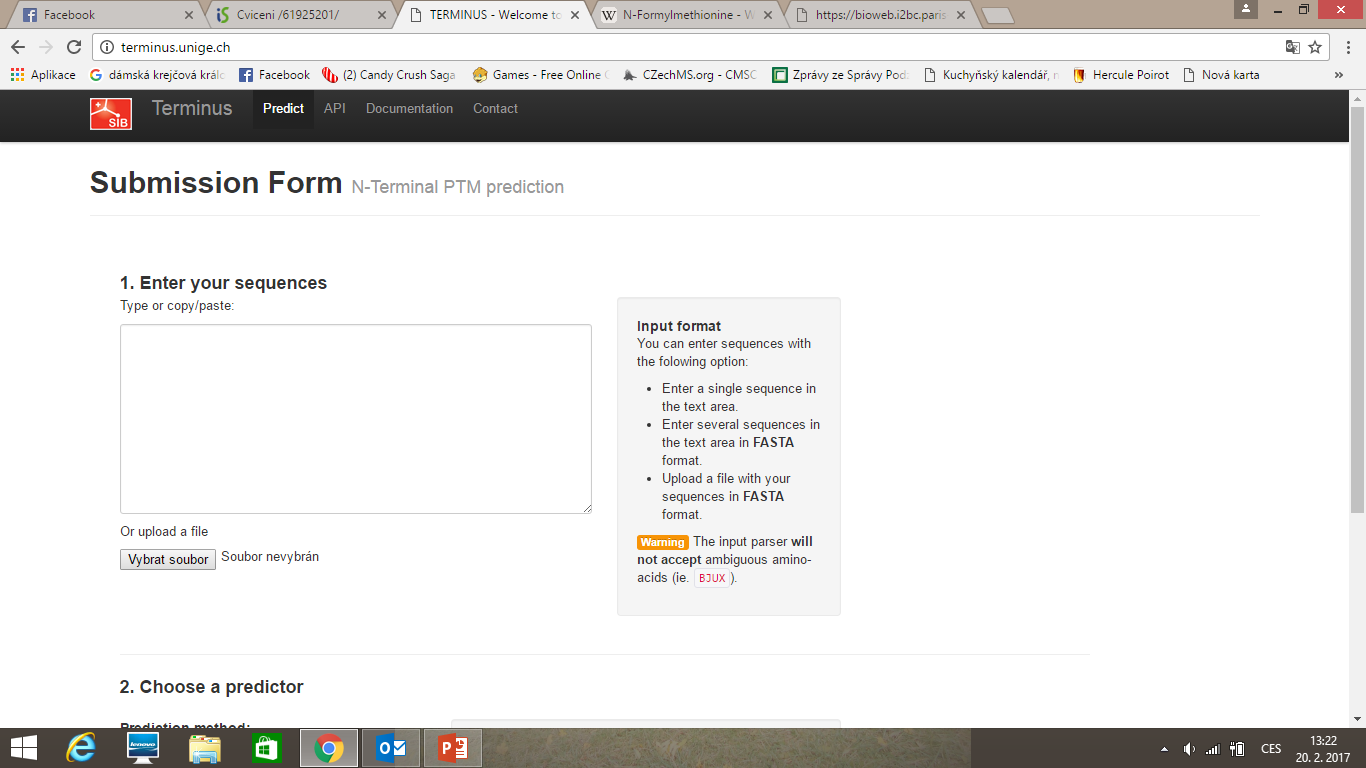 Facebook
Cviceni /61925201/
TERMINUS - Welcome to
N-Formylmethionine - W
https://bioweb.i2bc.paris
terminus.unige.ch
Aplikace
dámská krejčová králo
Facebook
(2) Candy Crush Saga
Games - Free Online G
CZechMS.org - CMSC
Zprávy ze Správy Pod
Kuchyňský kalendář, r
Hercule Poirot
Nová karta
»
SIB
Terminus
Predict
API
Documentation
Contact
Submission Form N-Terminal PTM prediction
1. Enter your sequences
Type or copy/paste:
Input format
You can enter sequences with
the folowing option:
• Enter a single sequence in
the text area.
• Enter several sequences in
the text area in FASTA
format.
• Upload a file with your
sequences in FASTA
format.
Warning The input parser will
not accept ambiguous amino-
acids (ie. BJUX).
Or upload a file
Vybrat soubor Soubor nevybrán
2. Choose a predictor
Prediction method:
lenovo
CES
13:22
20. 2. 2017